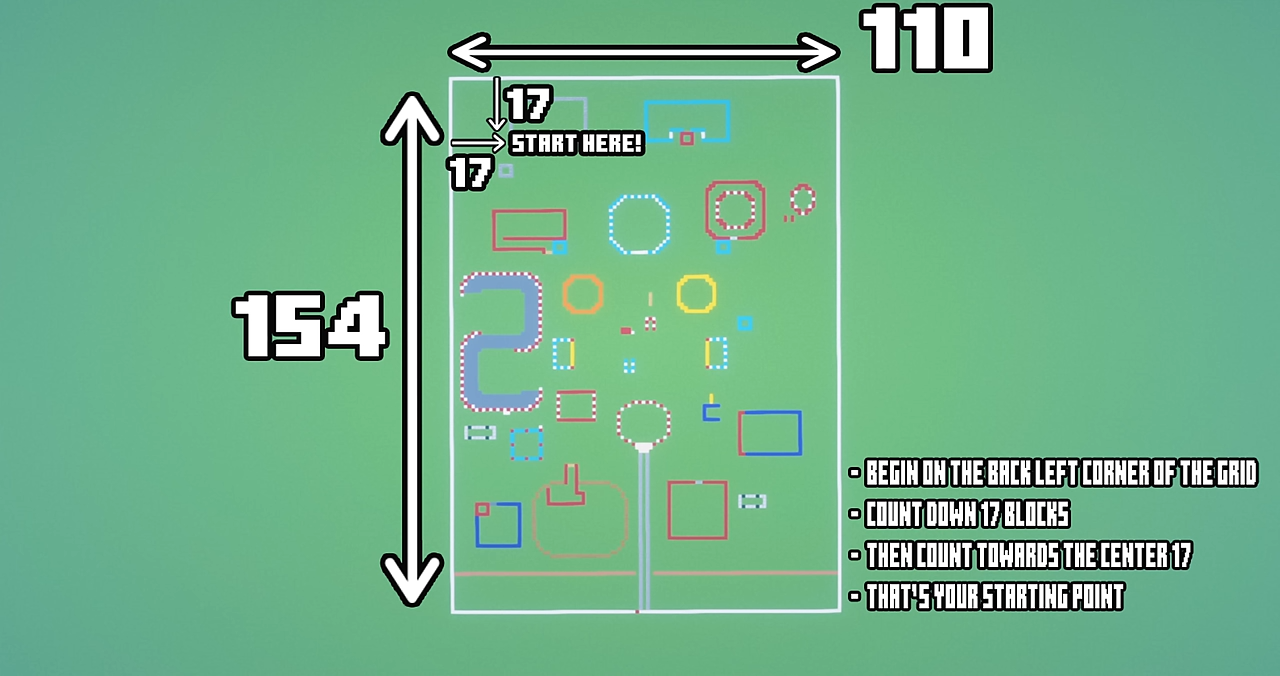 110
17
START HERE!
17
154
- BEGIN ON THE BACK LEFT CORNER OF THE GRID
- COUNT DOWN 17 BLOCKS
- THEN COUNT TOWARDS THE CENTER 17
- THAT'S YOUR STARTING POINT